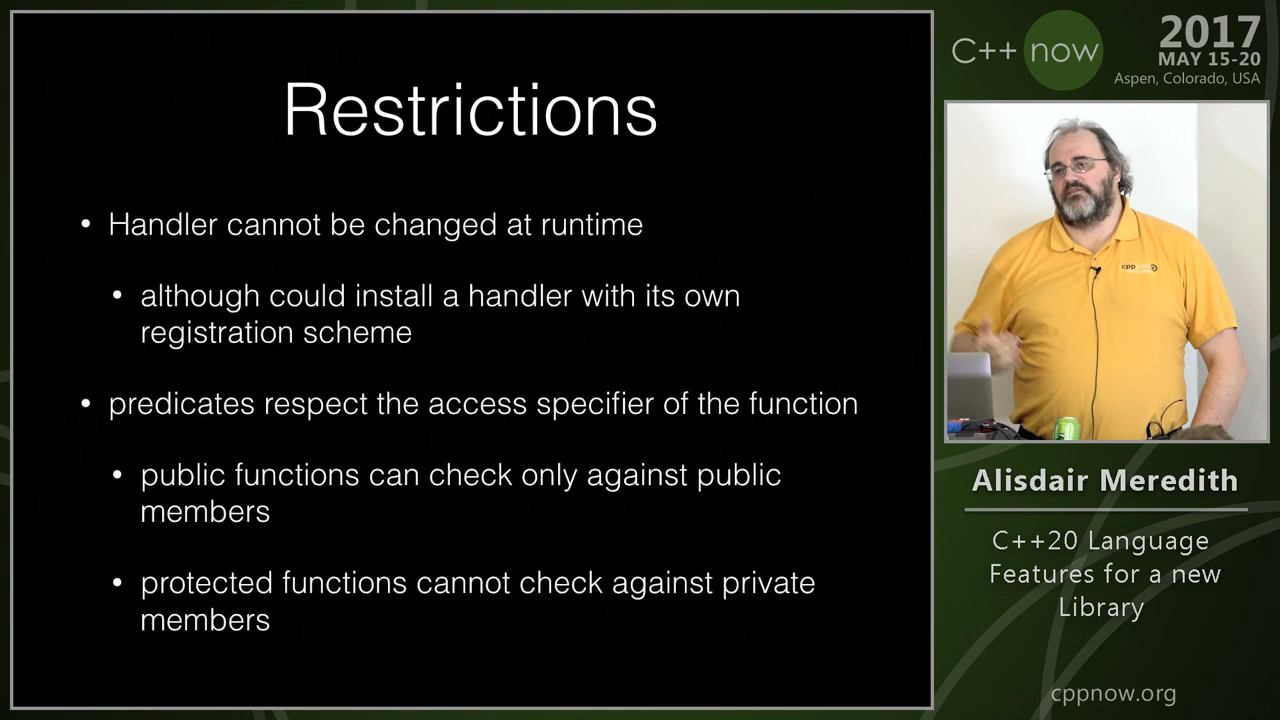 Restrictions
• Handler cannot be changed at runtime
• although could install a handler with its own
registration scheme
• predicates respect the access specifier of the function
• public functions can check only against public
members
• protected functions cannot check against private
members
C++ now
2017
MAY 15-20
Aspen, Colorado, USA
cpp
Alisdair Meredith
C++20 Language
Features for a new
Library
cppnow.org